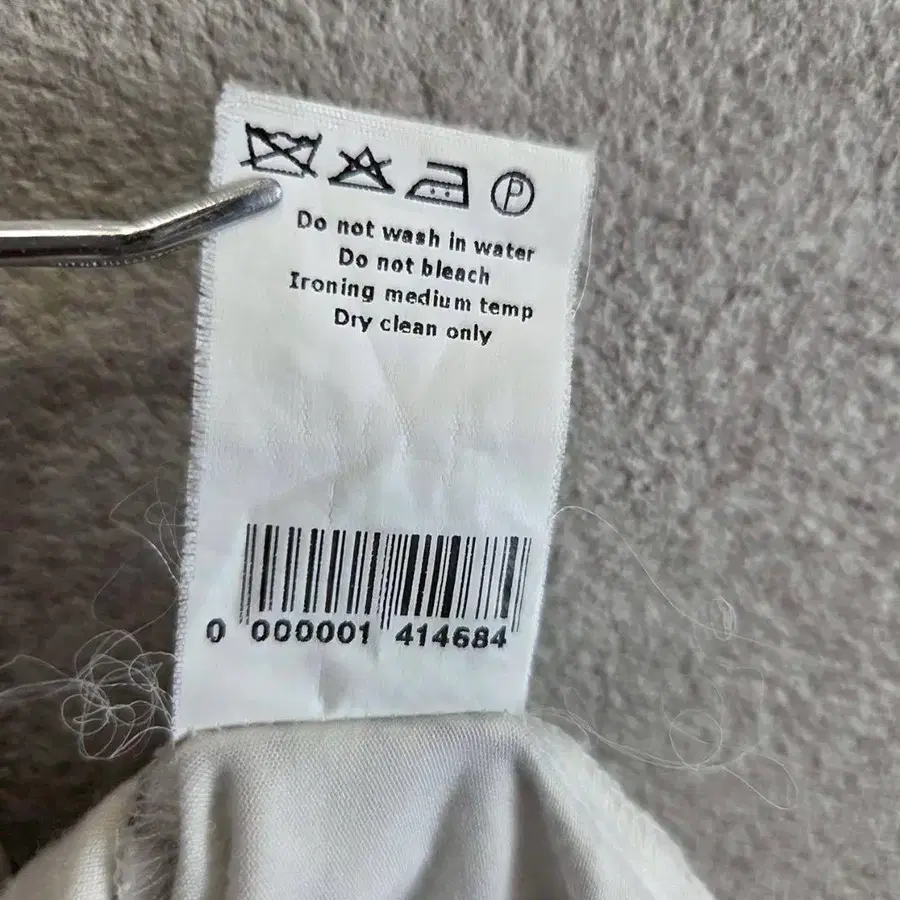 P
Do not wash in water
Do not bleach
Ironing medium temp
Dry clean only
0 000001 414684